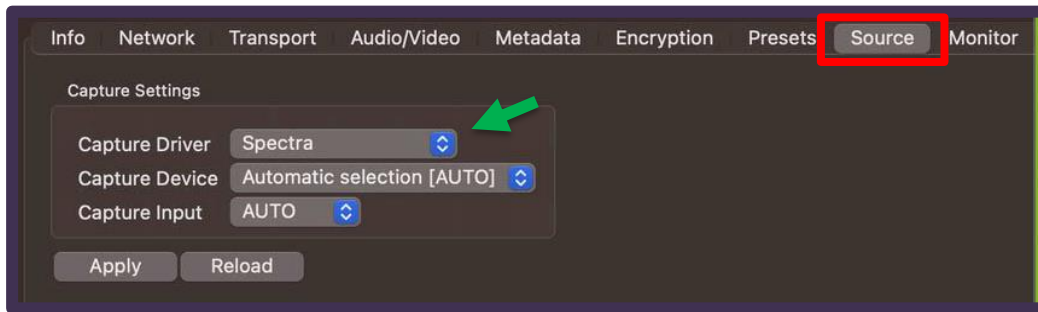 Info Network Transport Audio/Video Metadata Encryption Presets Source Monitor
Capture Settings
Capture Driver Spectra
Capture Device Automatic selection [AUTO]
Capture Input AUTO
Apply Reload